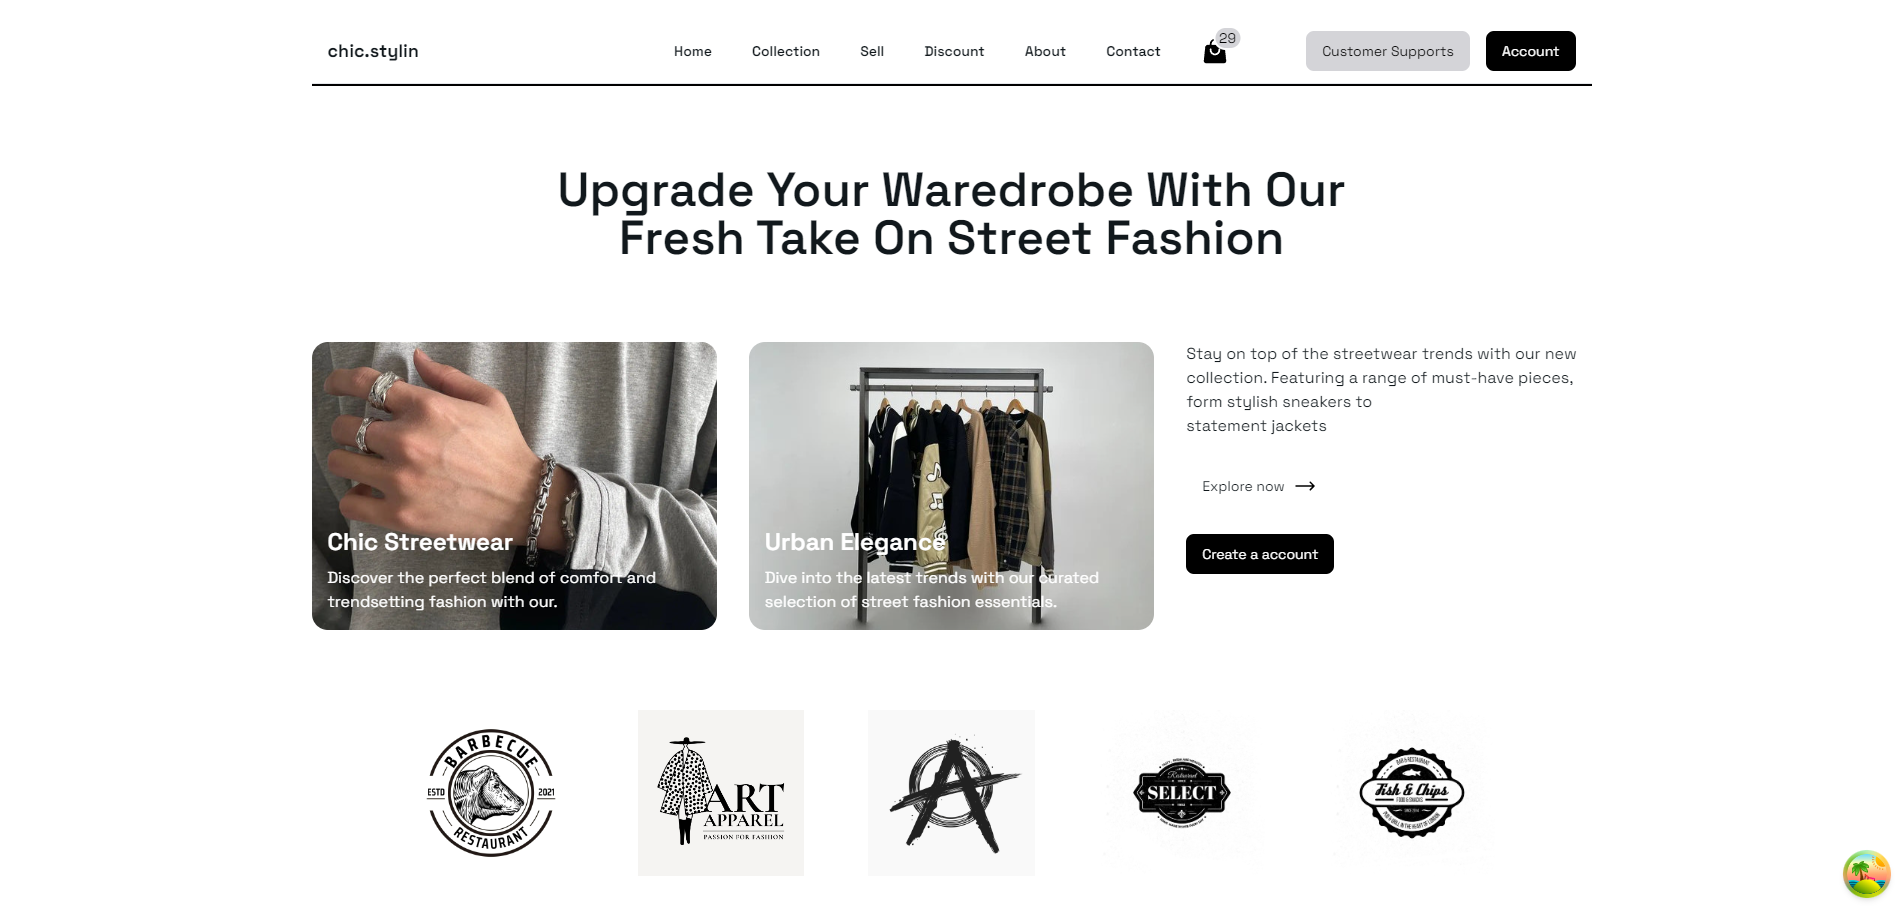 chic.stylin
Home
Collection
Sell
Discount
About
Contact
29
Customer Supports
Account
Upgrade Your Waredrobe With Our
Fresh Take On Street Fashion
Chic Streetwear
Discover the perfect blend of comfort and
trendsetting fashion with our.
Urban Elegance
Dive into the latest trends with our curated
selection of street fashion essentials.
Stay on top of the streetwear trends with our new
collection. Featuring a range of must-have pieces,
form stylish sneakers to
statement jackets
Explore now
Create a account
BARBECUE
ESTD 2021
RESTAURANT
ART
APPAREL
PASSION FOR FASHION
SELECT
BAR & RESTAURANT
Fish & Chips
FOOD & SNACKS